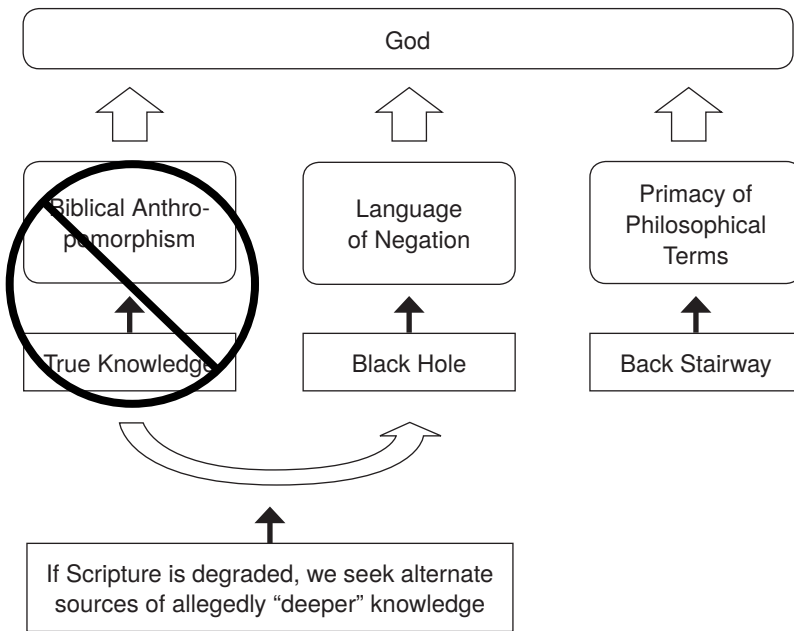 God
Biblical Anthro-
pomorphism
Language
of Negation
Primacy of
Philosophical
Terms
True Knowledge
Black Hole
Back Stairway
If Scripture is degraded, we seek alternate
sources of allegedly “deeper” knowledge